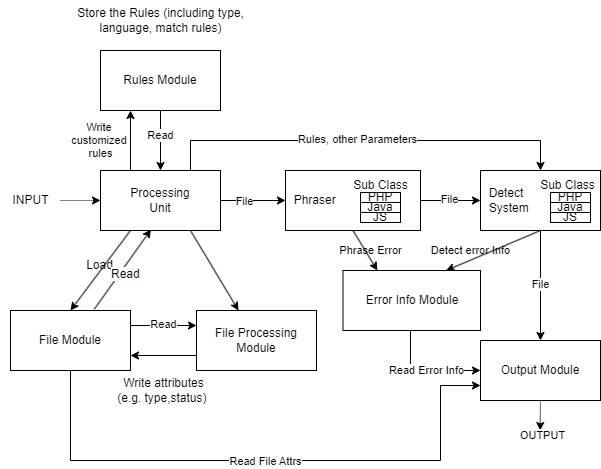 Store the Rules (including type,
language, match rules)
Rules Module
Write
customized
rules
Read
Rules, other Parameters
INPUT
Processing
Unit
File
Phraser
Sub Class
PHP
Java
JS
File
Detect
System
Sub Class
PHP
Java
JS
Load
Read
Phrase Error
Detect error Info
File
Error Info Module
File Module
Read
File Processing
Module
Write attributes
(e.g. type,status)
Read Error Info
Output Module
OUTPUT
Read File Attrs